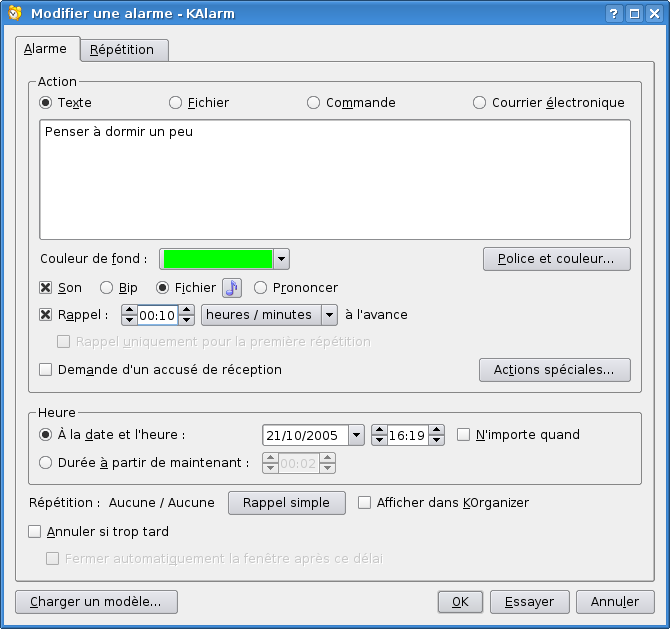 Modifier une alarme - KAlarm
Alarme Répétition
Action
Texte Fichier Commande Courrier électronique
Penser à dormir un peu
Couleur de fond : Police et couleur...
Son Bip Fichier Prononcer
Rappel : 00:10 heures / minutes à l'avance
Rappel uniquement pour la première répétition
Demande d'un accusé de réception Actions spéciales...
Heure
À la date et l'heure : 21/10/2005 16:19 N'importe quand
Durée à partir de maintenant : 00:02
Répétition : Aucune / Aucune Rappel simple Afficher dans KOrganizer
Annuler si trop tard
Fermer automatiquement la fenêtre après ce délai
Charger un modèle... OK Essayer Annuler